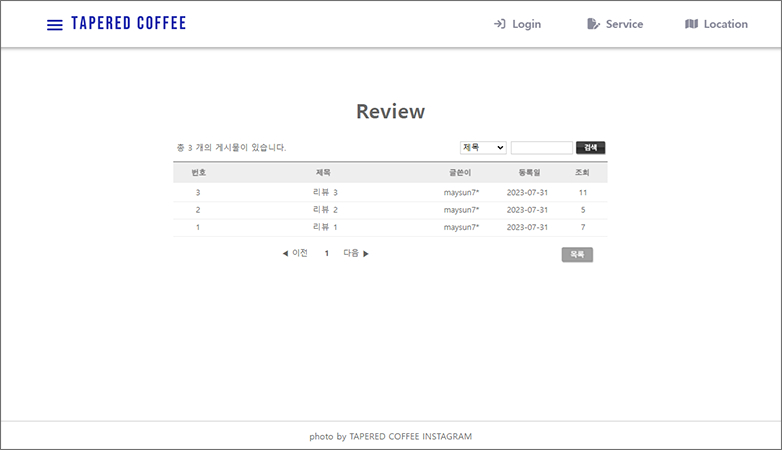 TAPERED COFFEE Login Service Location
Review
총 3 개의 게시물이 있습니다. 제목 검색
번호 제목 글쓴이 등록일 조회
3 리뷰 3 maysun7* 2023-07-31 11
2 리뷰 2 maysun7* 2023-07-31 5
1 리뷰 1 maysun7* 2023-07-31 7
◀ 이전 1 다음 ▶ 목록
photo by TAPERED COFFEE INSTAGRAM